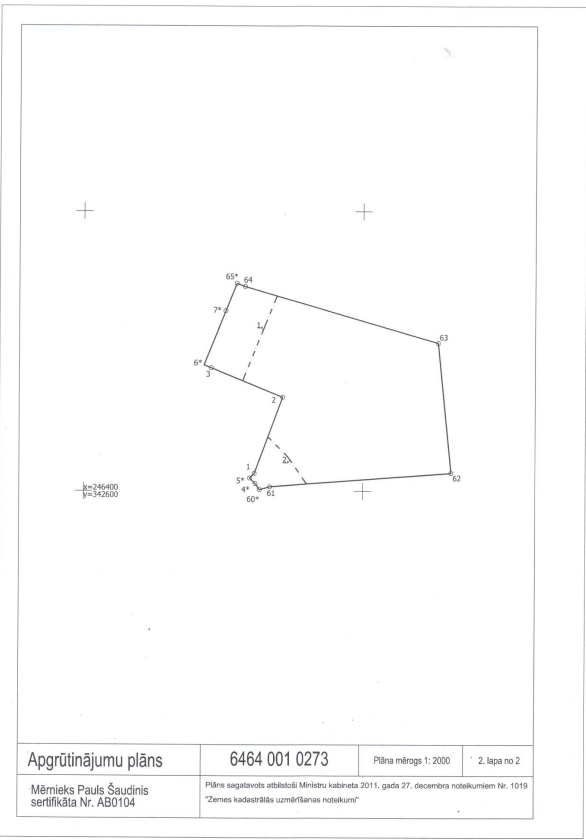 65*
64
7*
1.
63
6*
3
2
1
2.
5*
4*
61
60*
62
x=246400
y=342600
Apgrūtinājumu plāns
6464 001 0273
Plāna mērogs 1: 2000
2. lapa no 2
Mērnieks Pauls Šaudinis
sertifikāta Nr. AB0104
Plāns sagatavots atbilstoši Ministru kabineta 2011. gada 27. decembra noteikumiem Nr. 1019
"Zemes kadastrālās uzmērīšanas noteikumi"